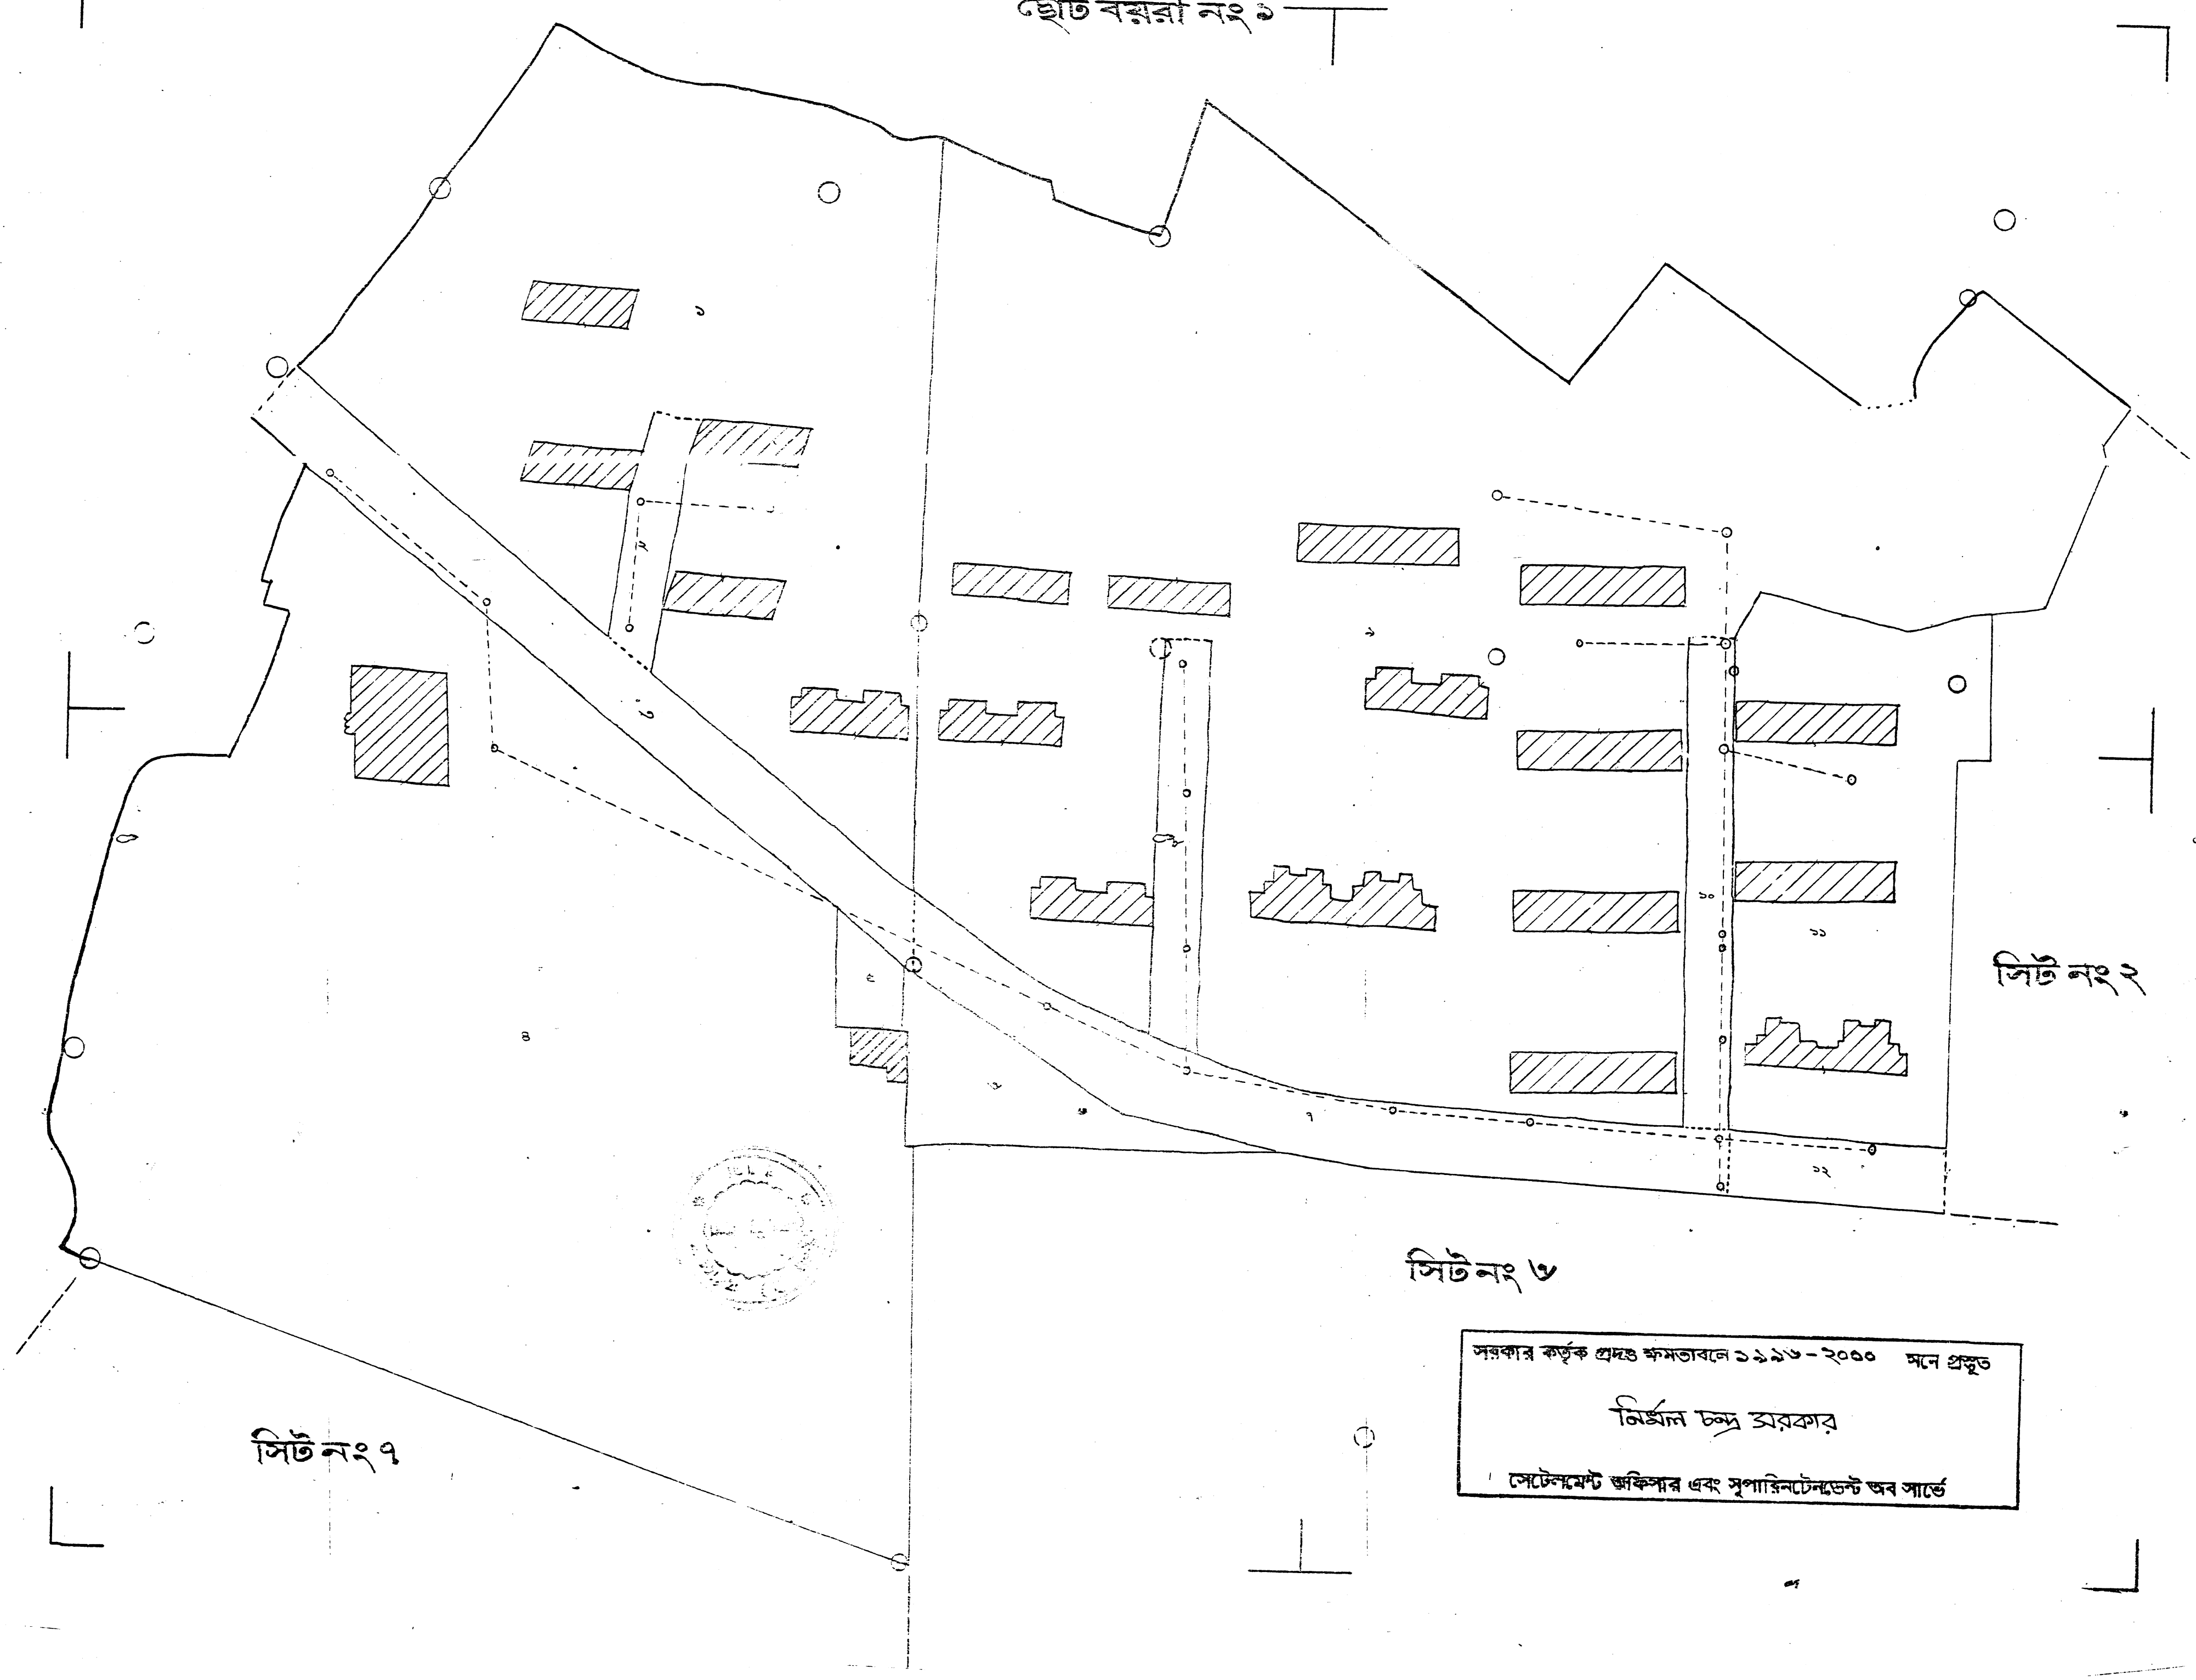 ছোট বয়রা নং ১
১
২
৩
৯
৮
১০
১১
সিট নং ২
৪
৫
৬
৭
১২
সিট নং ৬
সরকার কর্তৃক প্রদত্ত ক্ষমতাবলে ১৯৯৬-২০০০ সনে প্রস্তুত
নির্মল চন্দ্র সরকার
সেটেলমেন্ট অফিসার এবং সুপারিনটেনডেন্ট অব সার্ভে
সিট নং ৭